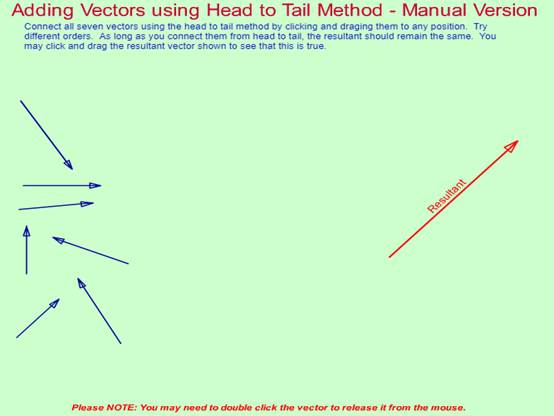 Adding Vectors using Head to Tail Method - Manual Version
Connect all seven vectors using the head to tail method by clicking and draging them to any position.  Try
different orders.  As long as you connect them from head to tail, the resultant should remain the same.  You
may click and drag the resultant vector shown to see that this is true.
Resultant
Please NOTE: You may need to double click the vector to release it from the mouse.